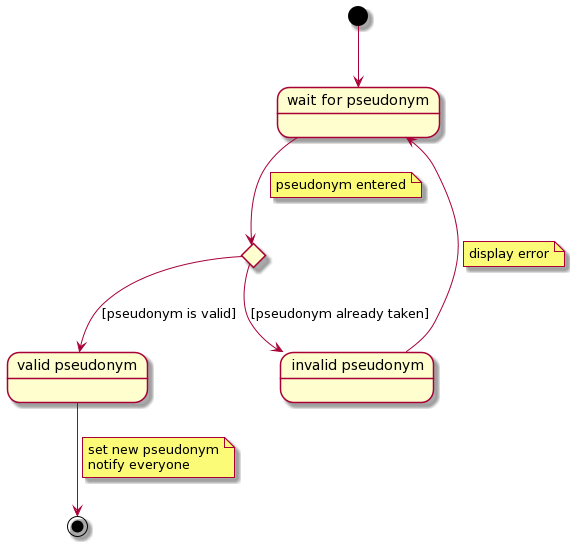 wait for pseudonym
pseudonym entered
display error
[pseudonym is valid]
[pseudonym already taken]
valid pseudonym
invalid pseudonym
set new pseudonym
notify everyone